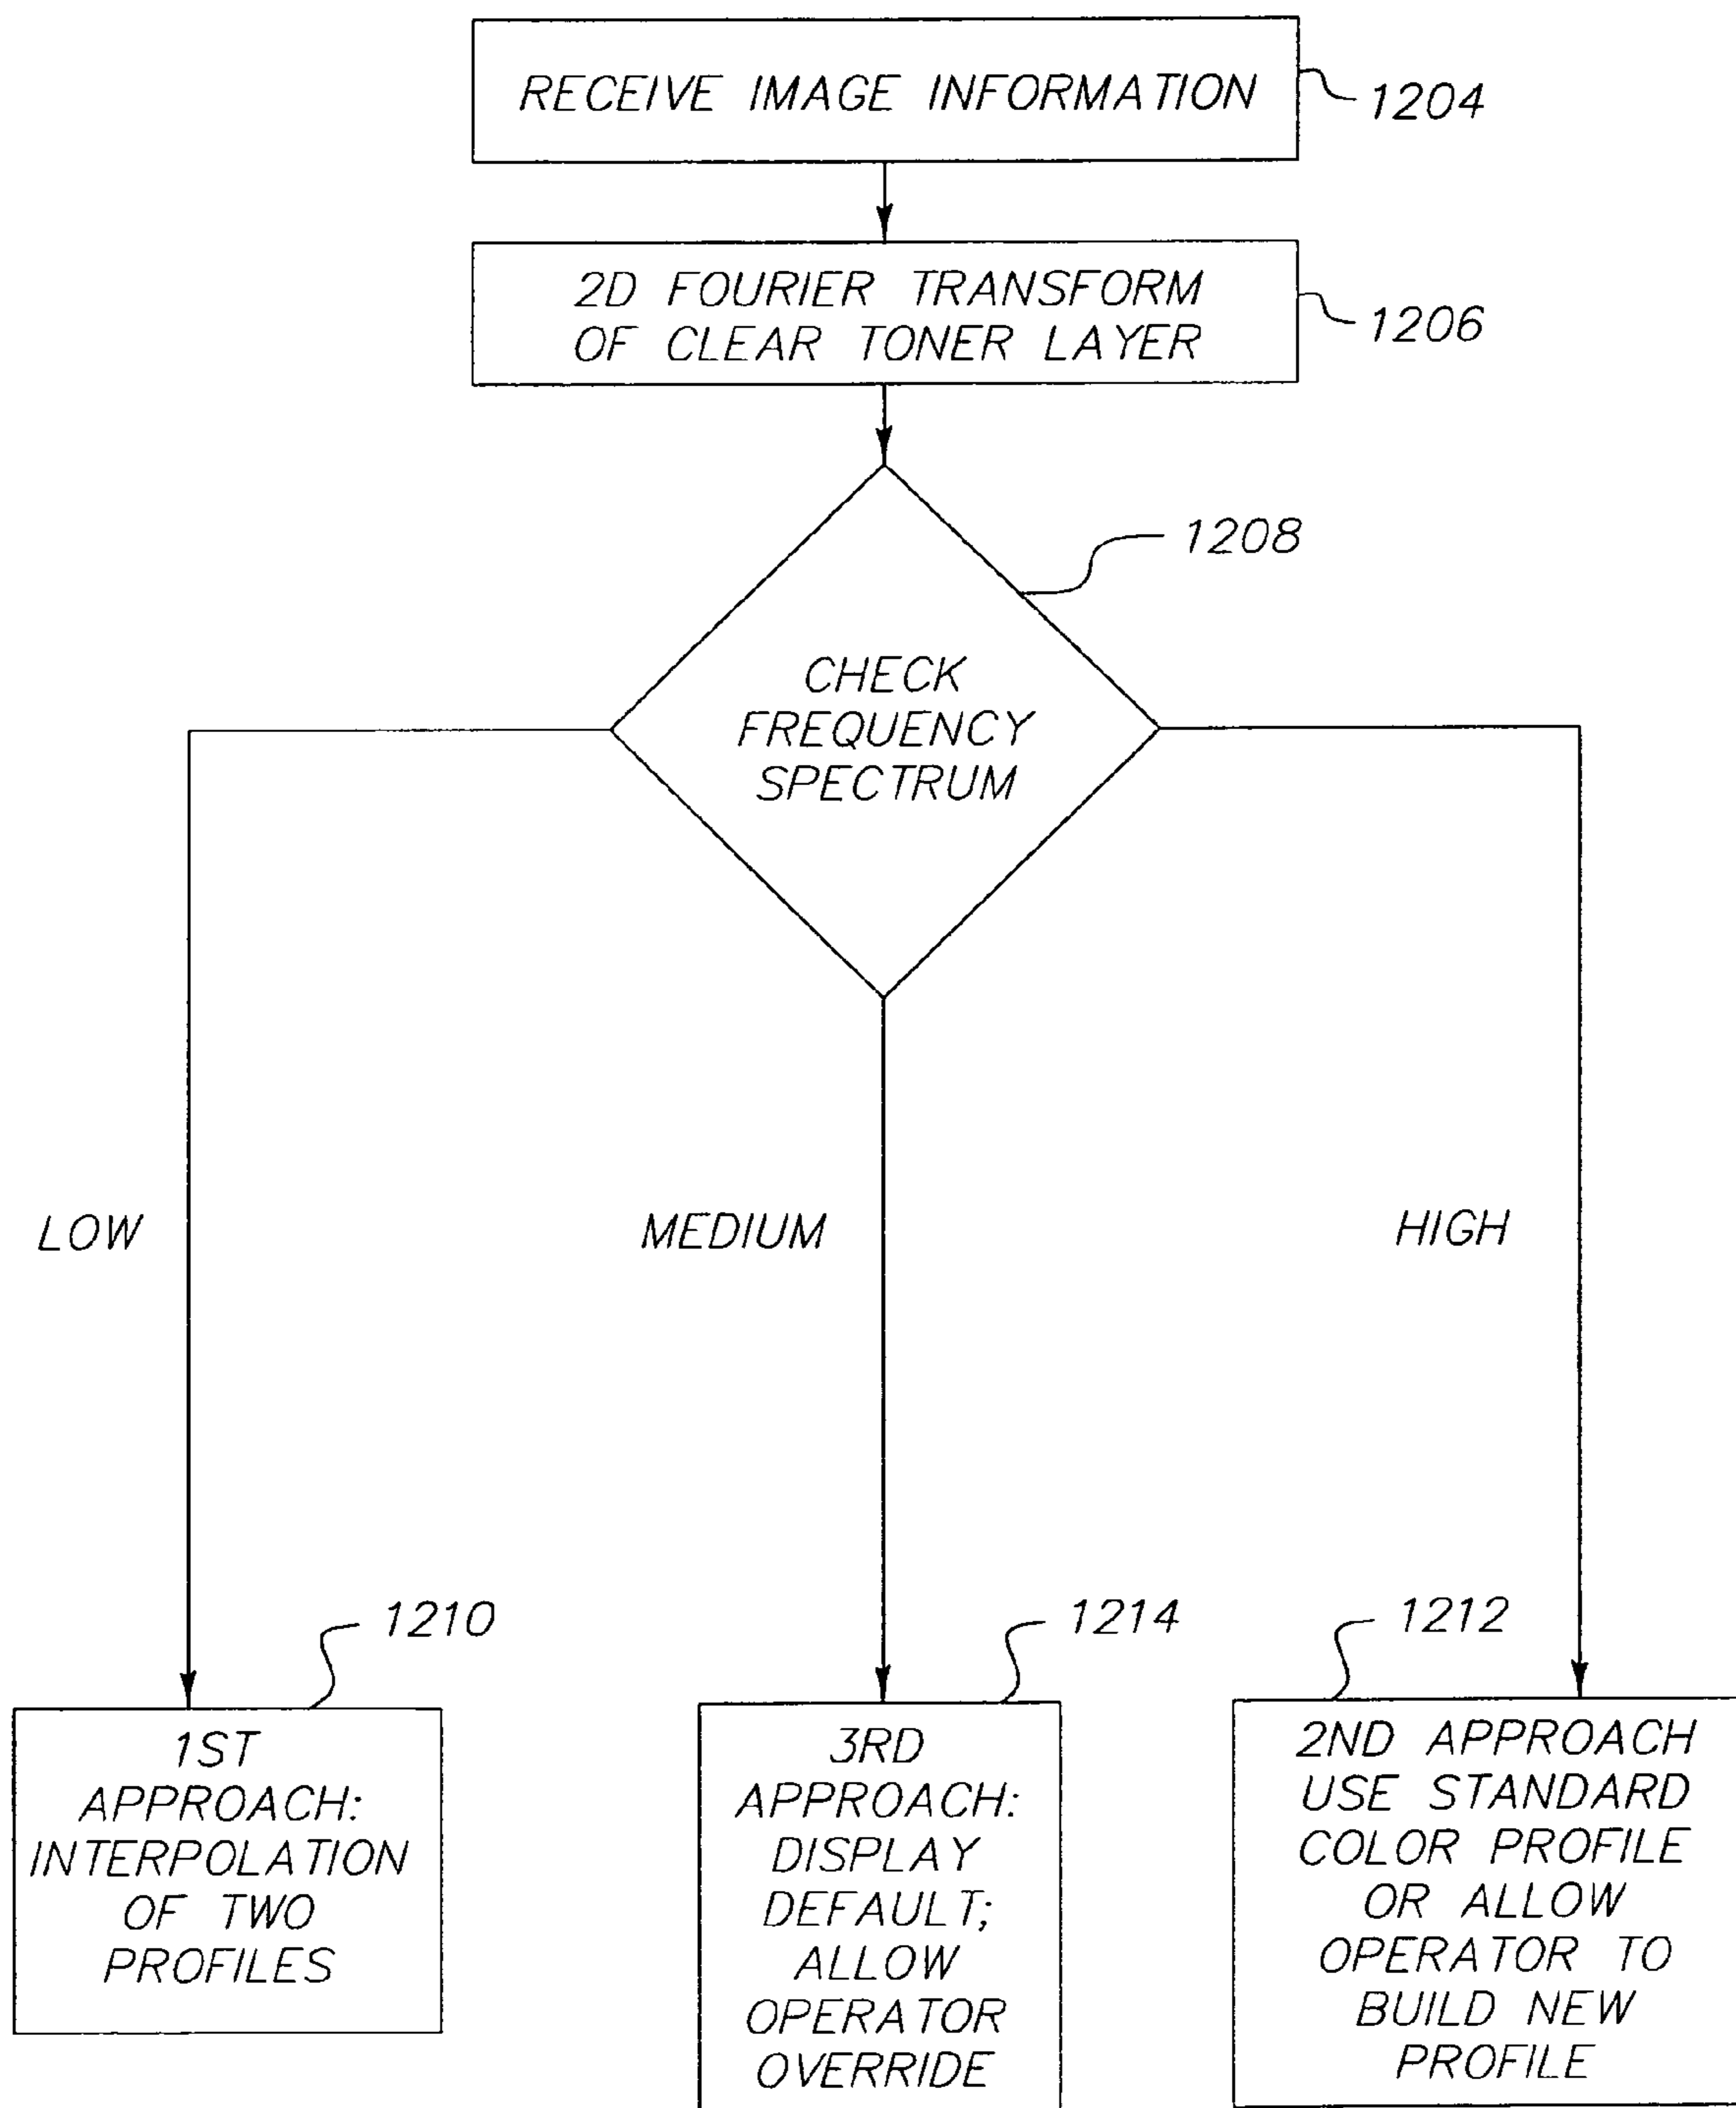 RECEIVE IMAGE INFORMATION
1204
2D FOURIER TRANSFORM
OF CLEAR TONER LAYER
1206
1208
CHECK
FREQUENCY
SPECTRUM
LOW
MEDIUM
HIGH
1210
1214
1212
1ST
APPROACH:
INTERPOLATION
OF TWO
PROFILES
3RD
APPROACH:
DISPLAY
DEFAULT;
ALLOW
OPERATOR
OVERRIDE
2ND APPROACH
USE STANDARD
COLOR PROFILE
OR ALLOW
OPERATOR TO
BUILD NEW
PROFILE